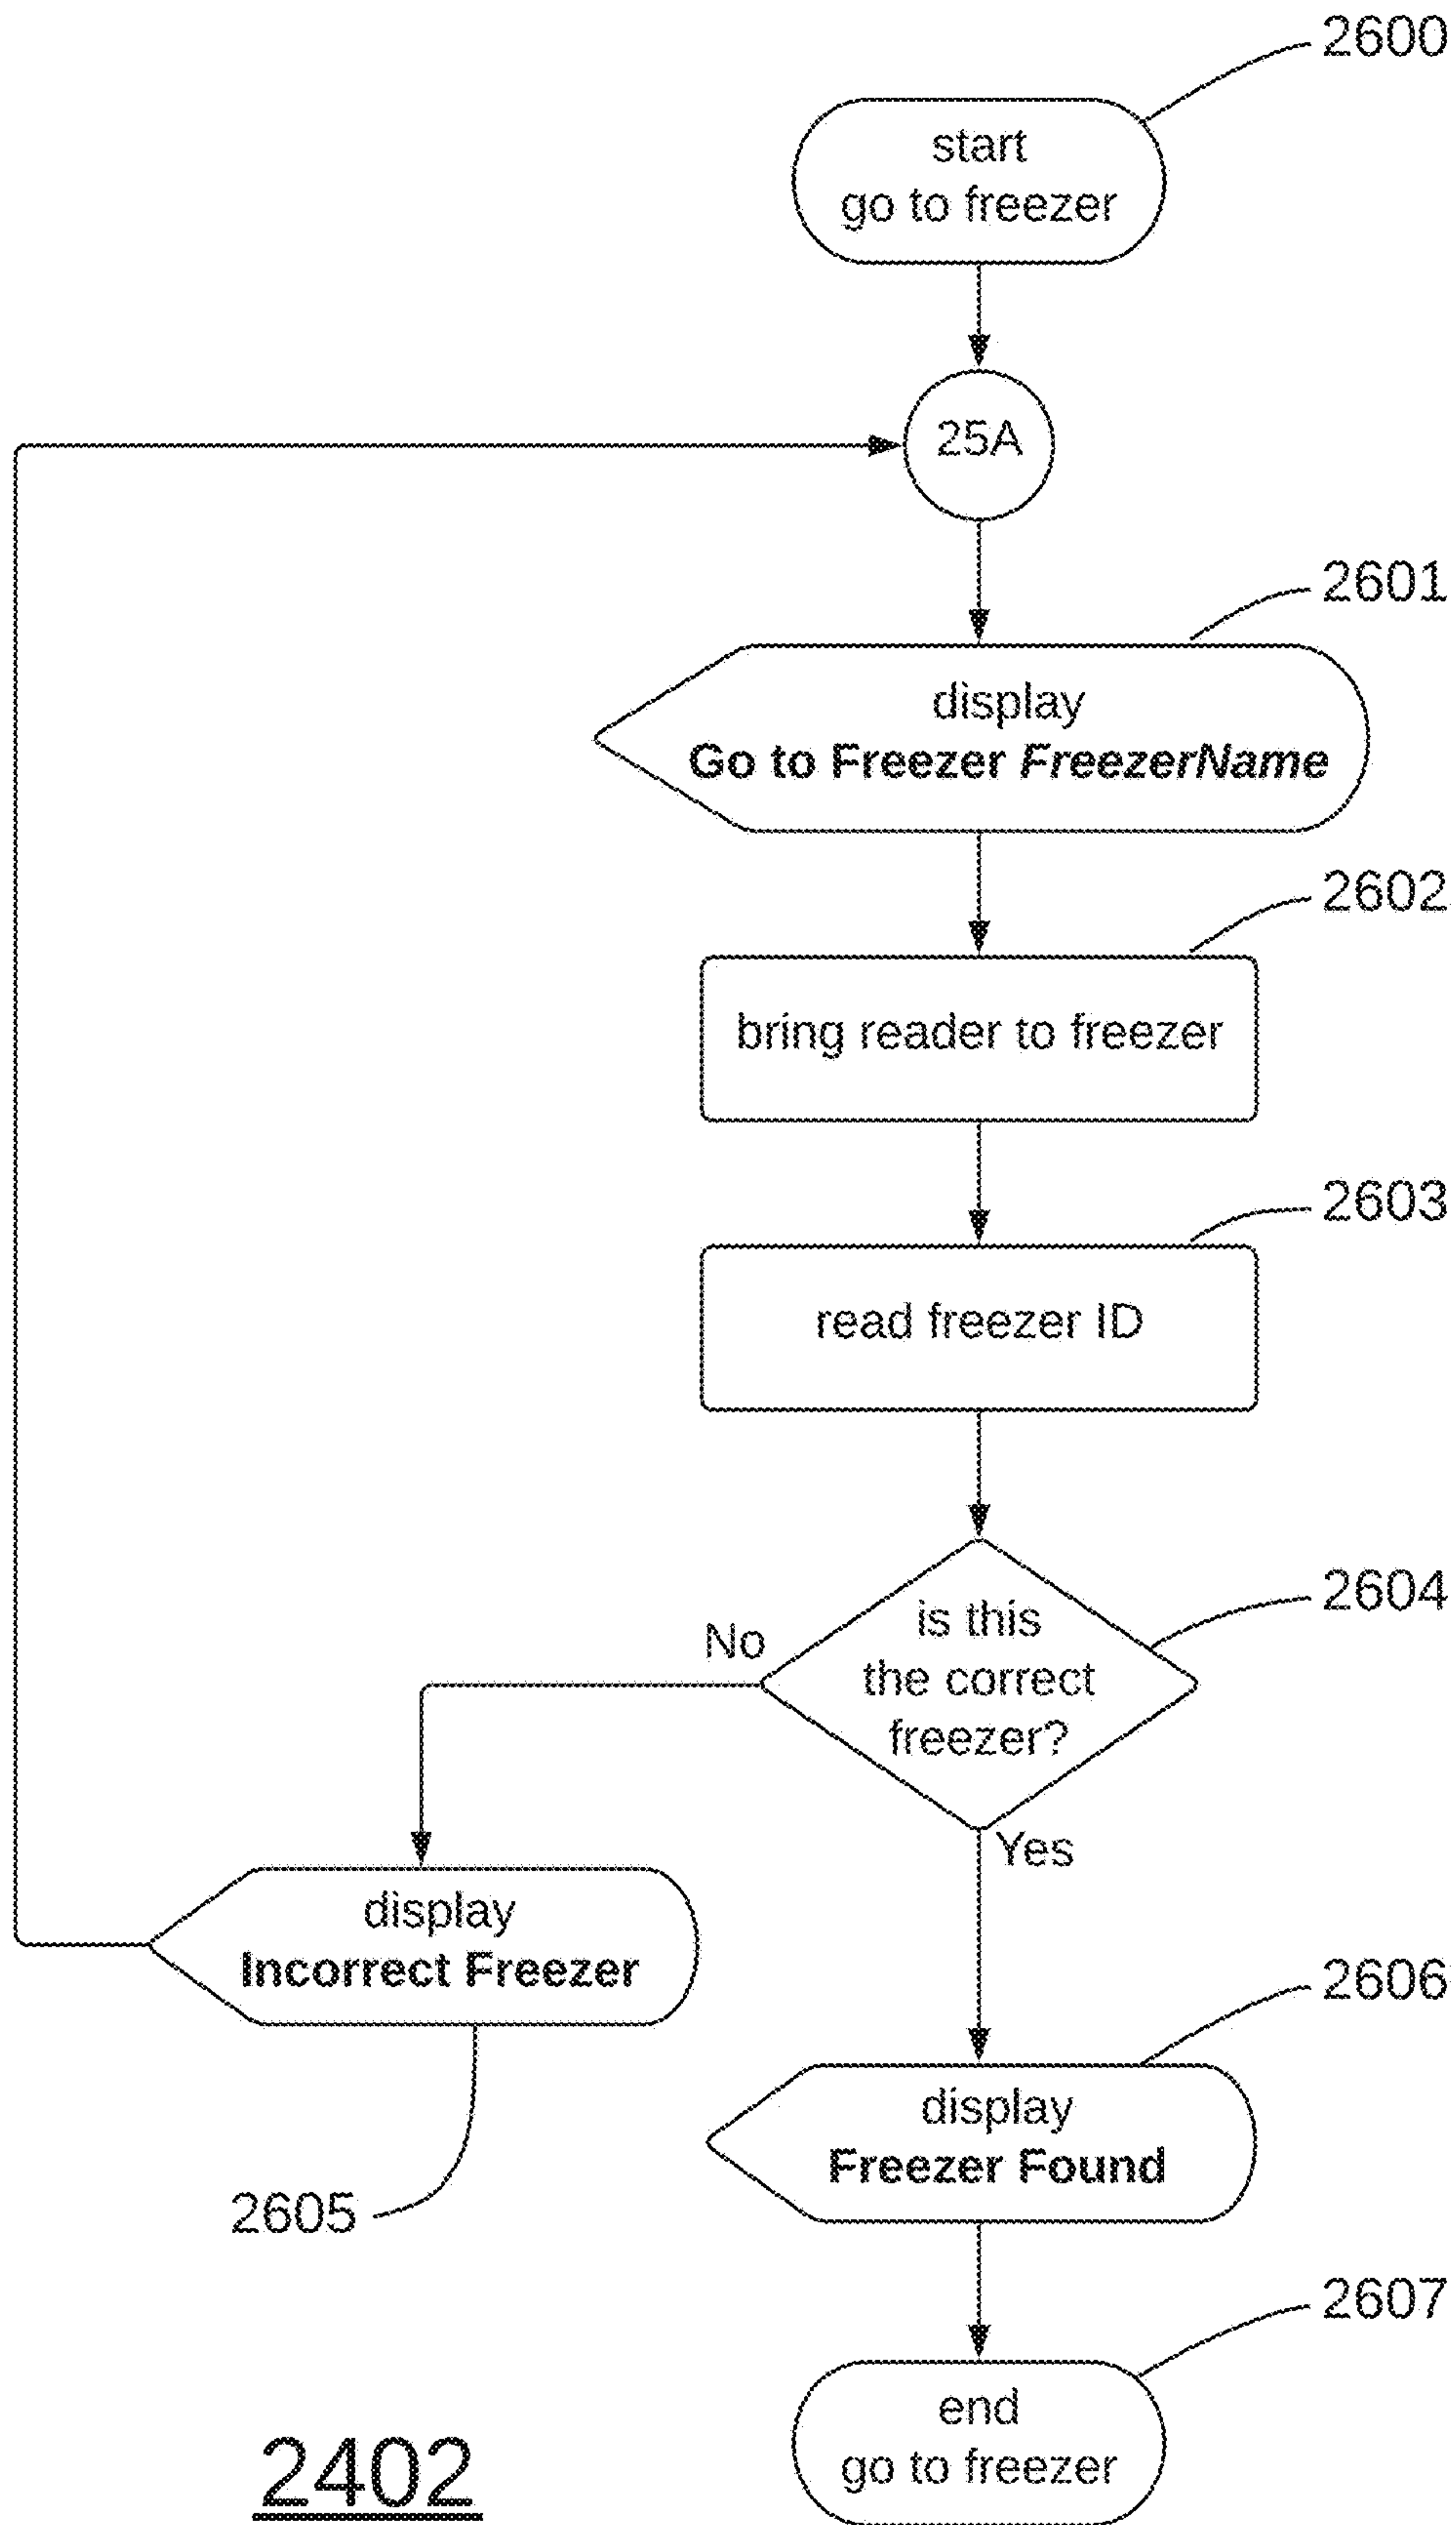 2600
start
go to freezer
25A
2601
display
Go to Freezer FreezerName
2602
bring reader to freezer
2603
read freezer ID
2604
is this
the correct
freezer?
No
Yes
display
Incorrect Freezer
2605
2606
display
Freezer Found
2607
end
go to freezer
2402